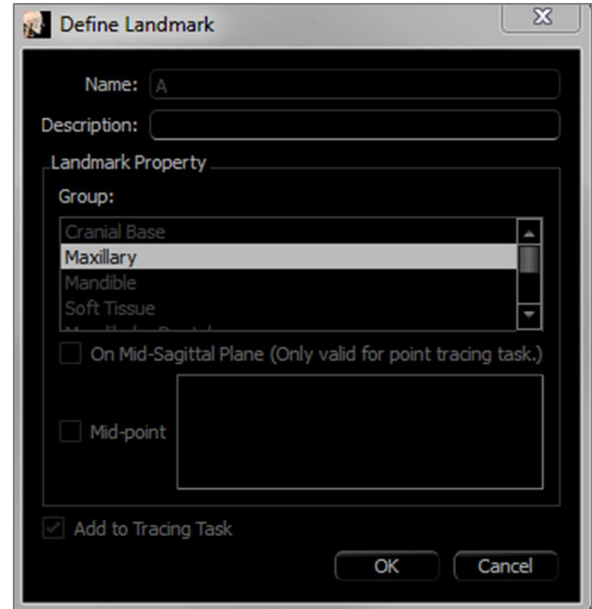 Define Landmark
Name: A
Description:
Landmark Property
Group:
Cranial Base
Maxillary
Mandible
Soft Tissue
On Mid-Sagittal Plane (Only valid for point tracing task.)
Mid-point
Add to Tracing Task
OK Cancel